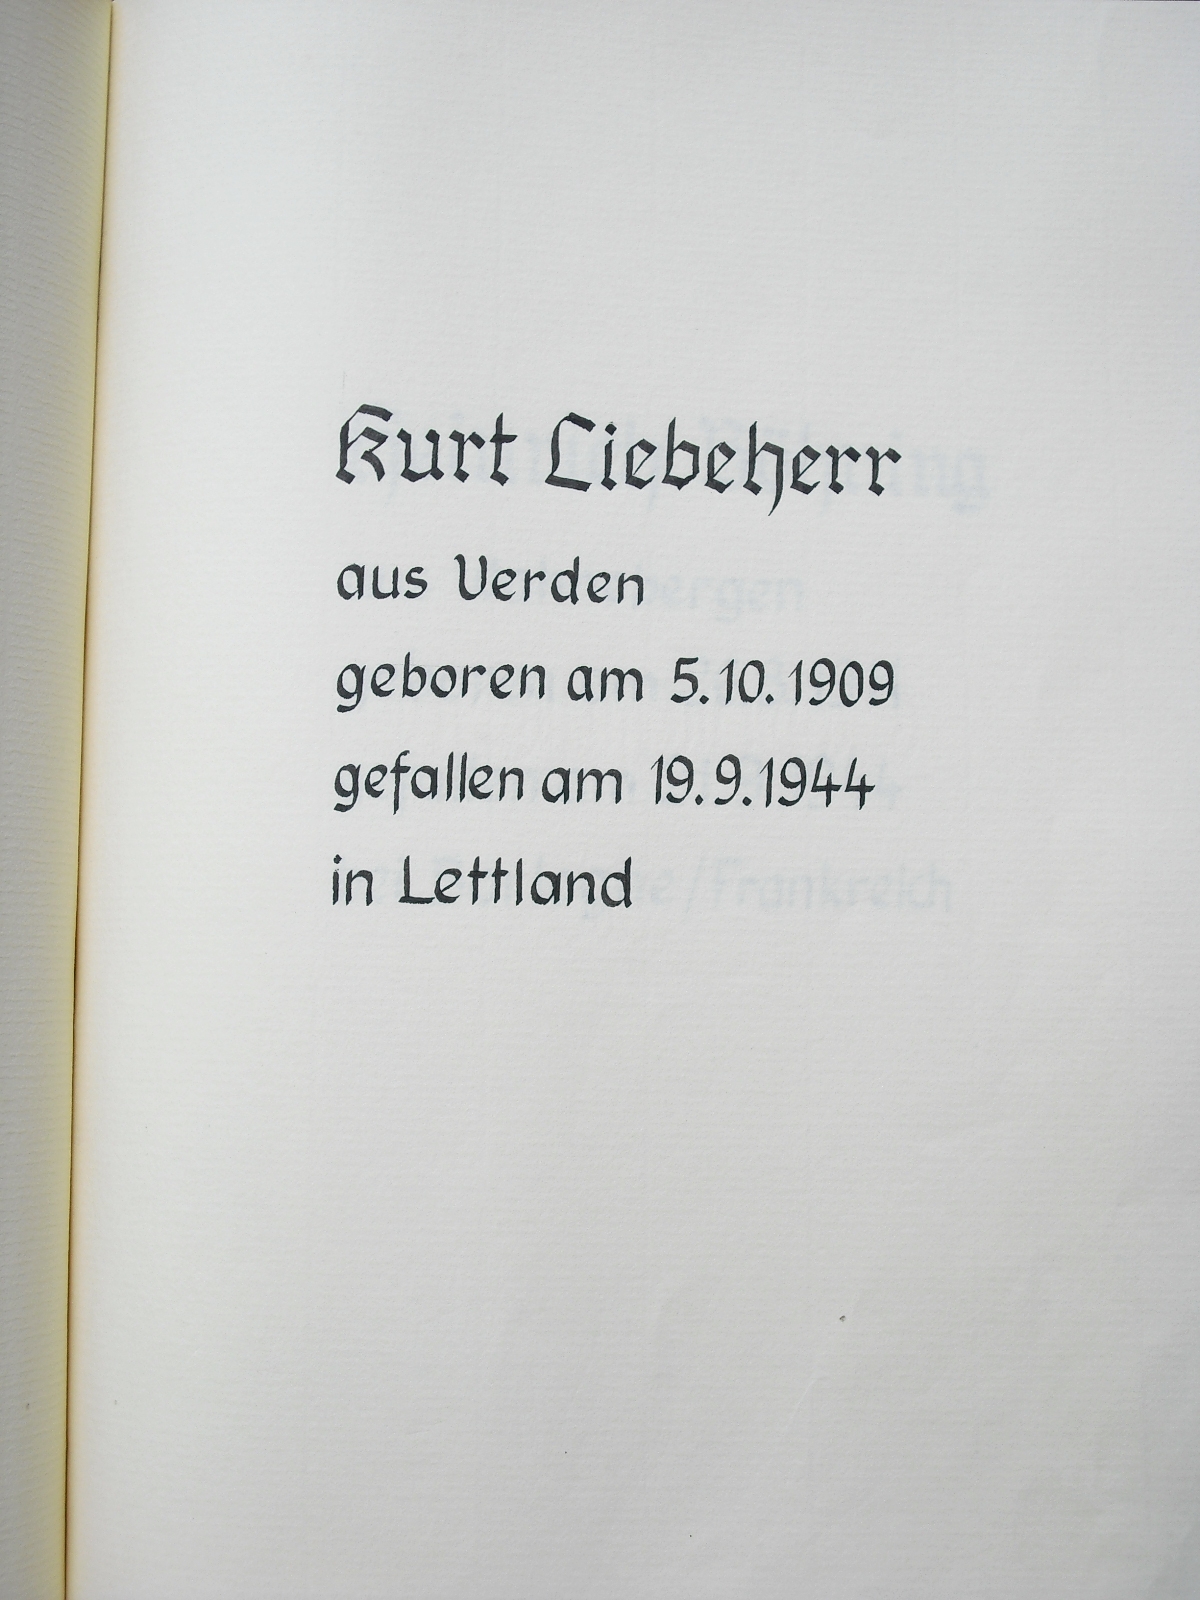 Kurt Liebeherr
aus Verden
geboren am 5.10.1909
gefallen am 19.9.1944
in Lettland